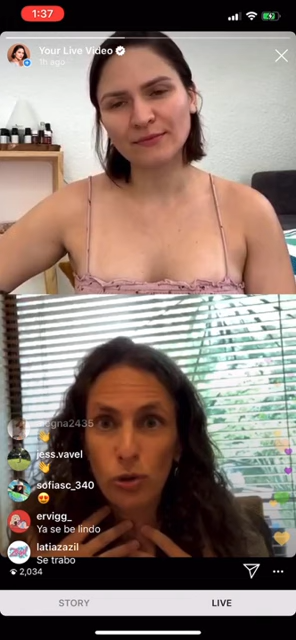 1:37
Your Live Video
1h ago
gna2435
jess.vavel
sofiasc_340
ervigg_
Ya se be lindo
latiazazil
Se trabo
2,034
STORY
LIVE